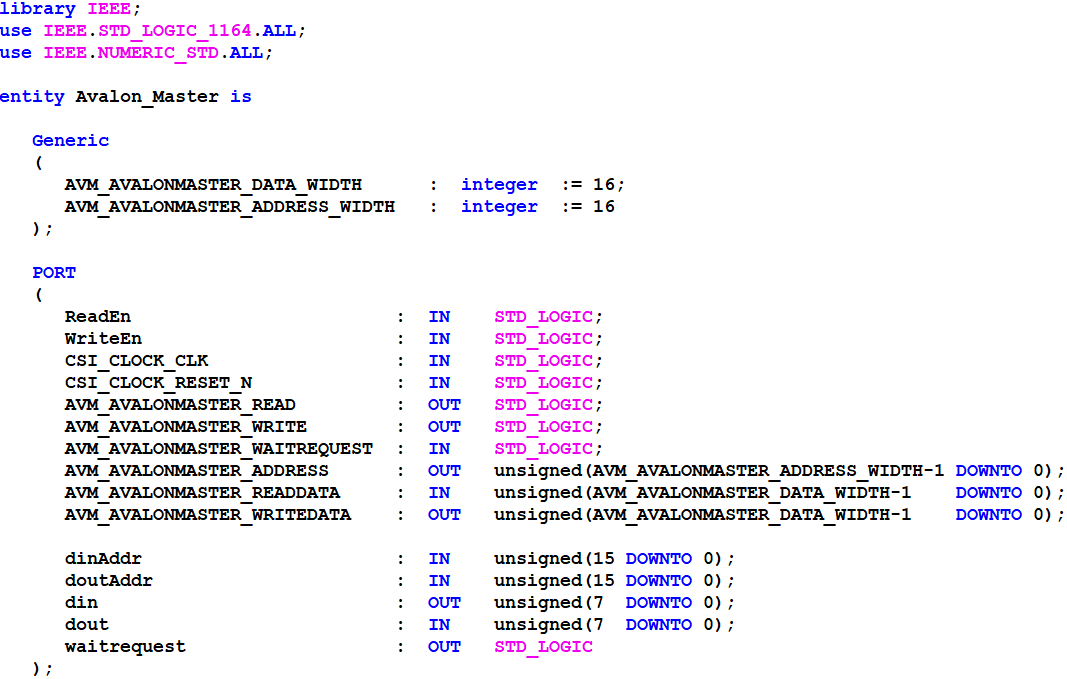 library IEEE;
use IEEE.STD_LOGIC_1164.ALL;
use IEEE.NUMERIC_STD.ALL;
entity Avalon_Master is
Generic
(
AVM_AVALONMASTER_DATA_WIDTH : integer := 16;
AVM_AVALONMASTER_ADDRESS_WIDTH : integer := 16
);
PORT
(
ReadEn : IN STD_LOGIC;
WriteEn : IN STD_LOGIC;
CSI_CLOCK_CLK : IN STD_LOGIC;
CSI_CLOCK_RESET_N : IN STD_LOGIC;
AVM_AVALONMASTER_READ : OUT STD_LOGIC;
AVM_AVALONMASTER_WRITE : OUT STD_LOGIC;
AVM_AVALONMASTER_WAITREQUEST : IN STD_LOGIC;
AVM_AVALONMASTER_ADDRESS : OUT unsigned(AVM_AVALONMASTER_ADDRESS_WIDTH-1 DOWNTO 0);
AVM_AVALONMASTER_READDATA : IN unsigned(AVM_AVALONMASTER_DATA_WIDTH-1 DOWNTO 0);
AVM_AVALONMASTER_WRITEDATA : OUT unsigned(AVM_AVALONMASTER_DATA_WIDTH-1 DOWNTO 0);
dinAddr : IN unsigned(15 DOWNTO 0);
doutAddr : IN unsigned(15 DOWNTO 0);
din : OUT unsigned(7 DOWNTO 0);
dout : IN unsigned(7 DOWNTO 0);
waitrequest : OUT STD_LOGIC
);